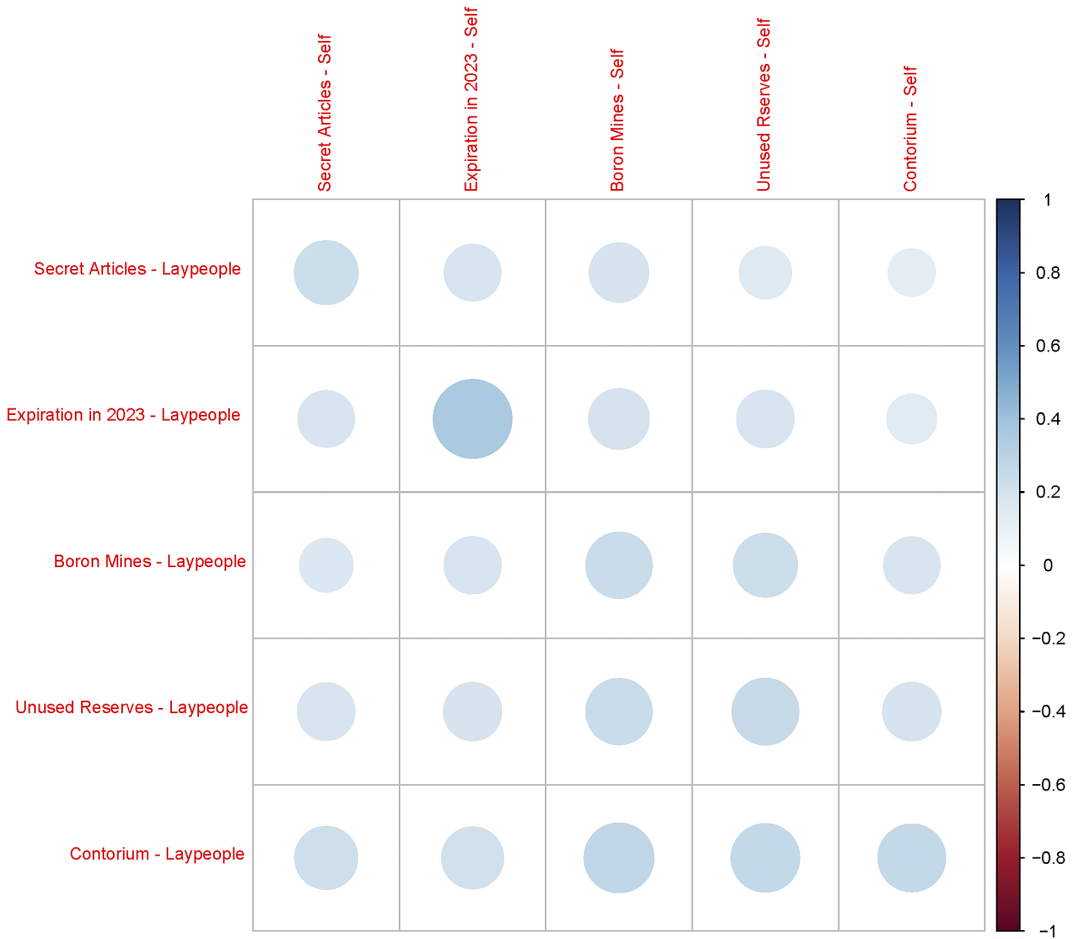 Secret Articles - Self
Expiration in 2023 - Self
Boron Mines - Self
Unused Rserves - Self
Contorium - Self
Secret Articles - Laypeople
Expiration in 2023 - Laypeople
Boron Mines - Laypeople
Unused Reserves - Laypeople
Contorium - Laypeople
1
0.8
0.6
0.4
0.2
0
−0.2
−0.4
−0.6
−0.8
−1